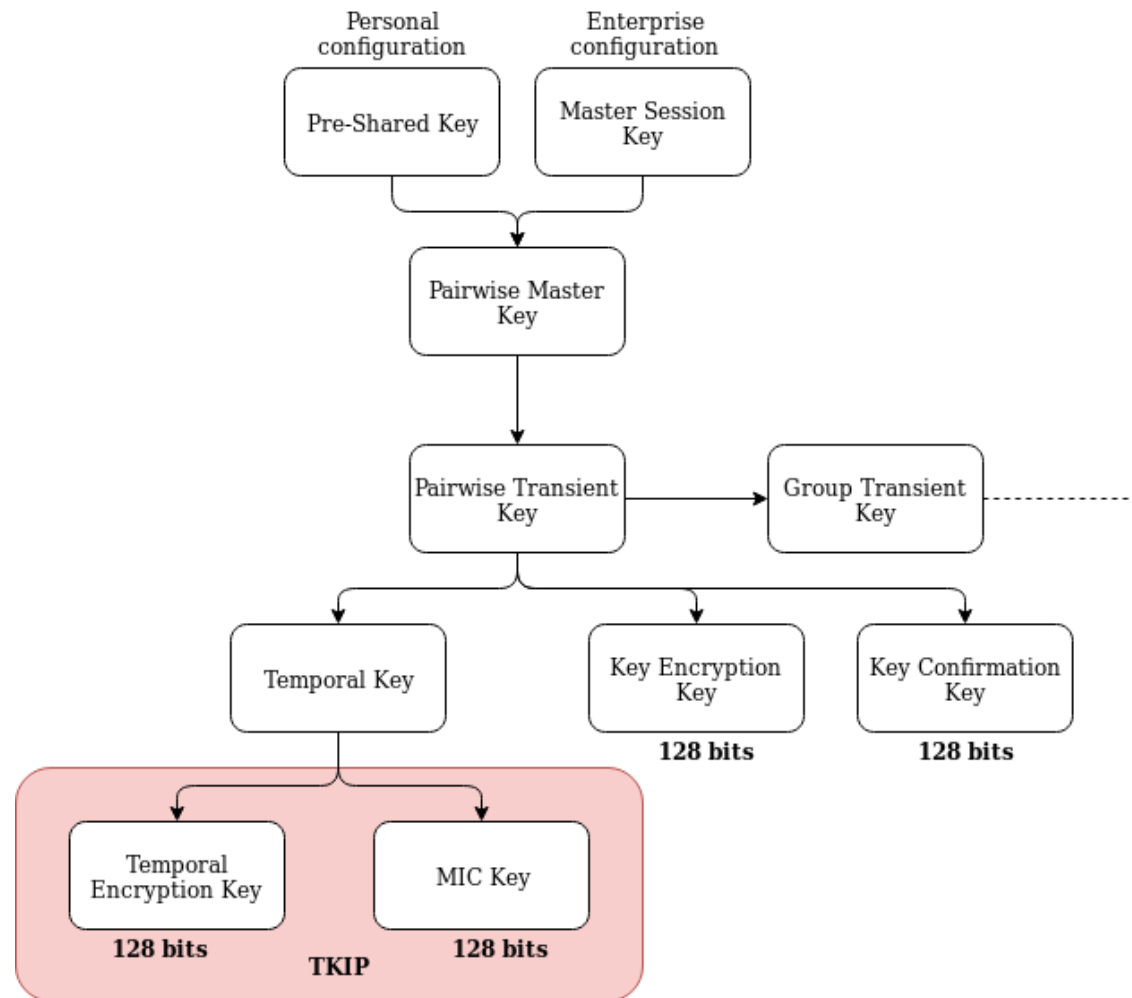 Personal
configuration
Enterprise
configuration
Pre-Shared Key
Master Session
Key
Pairwise Master
Key
Pairwise Transient
Key
Group Transient
Key
Temporal Key
Key Encryption
Key
Key Confirmation
Key
128 bits
128 bits
Temporal
Encryption Key
MIC Key
128 bits
128 bits
TKIP